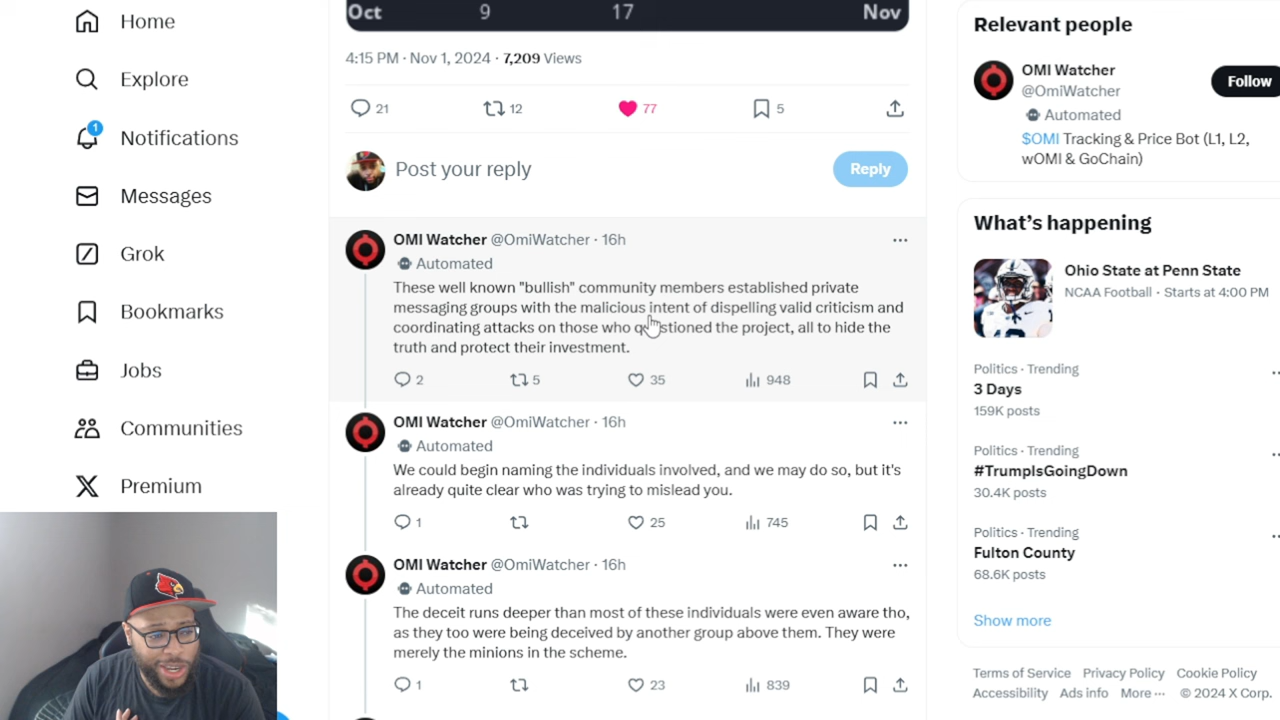 Home
Explore
1
Notifications
Messages
Grok
Bookmarks
Jobs
Communities
Premium
Oct 9 17 Nov
4:15 PM · Nov 1, 2024 · 7,209 Views
21 12 77 5
Post your reply
Reply
OMI Watcher @OmiWatcher · 16h
Automated
These well known "bullish" community members established private
messaging groups with the malicious intent of dispelling valid criticism and
coordinating attacks on those who questioned the project, all to hide the
truth and protect their investment.
2 5 35 948
OMI Watcher @OmiWatcher · 16h
Automated
We could begin naming the individuals involved, and we may do so, but it's
already quite clear who was trying to mislead you.
1 25 745
OMI Watcher @OmiWatcher · 16h
Automated
The deceit runs deeper than most of these individuals were even aware tho,
as they too were being deceived by another group above them. They were
merely the minions in the scheme.
1 23 839
Relevant people
OMI Watcher
@OmiWatcher
Follow
Automated
$OMI Tracking & Price Bot (L1, L2,
wOMI & GoChain)
What's happening
Ohio State at Penn State
NCAA Football · Starts at 4:00 PM
Politics · Trending
3 Days
159K posts
Politics · Trending
#TrumpIsGoingDown
30.4K posts
Politics · Trending
Fulton County
68.6K posts
Show more
Terms of Service Privacy Policy Cookie Policy
Accessibility Ads info More ··· © 2024 X Corp.